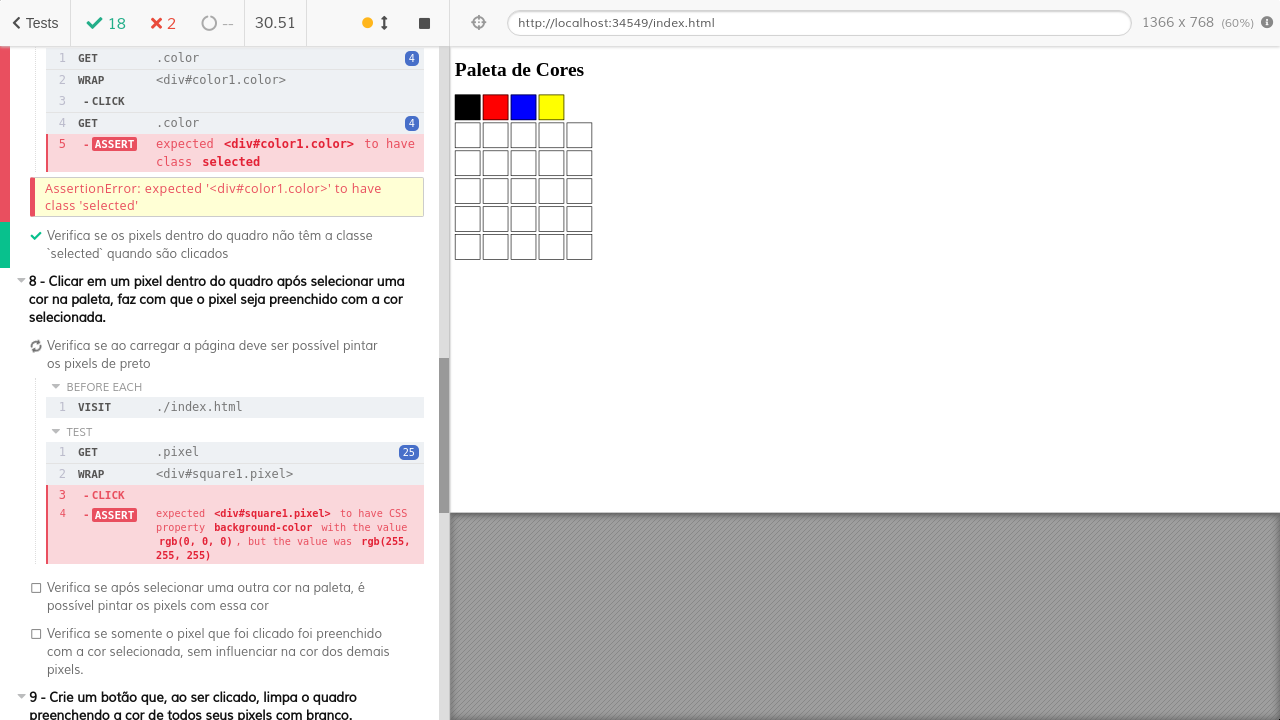 Tests 18 2 -- 30.51
http://localhost:34549/index.html 1366 x 768 (60%)
1 GET .color 4
2 WRAP <div#color1.color>
3 -CLICK
4 GET .color 4
5 -ASSERT expected <div#color1.color> to have
class selected
AssertionError: expected '<div#color1.color>' to have
class 'selected'
Verifica se os pixels dentro do quadro não têm a classe
`selected` quando são clicados
8 - Clicar em um pixel dentro do quadro após selecionar uma
cor na paleta, faz com que o pixel seja preenchido com a cor
selecionada.
Verifica se ao carregar a página deve ser possível pintar
os pixels de preto
BEFORE EACH
1 VISIT ./index.html
TEST
1 GET .pixel 25
2 WRAP <div#square1.pixel>
3 -CLICK
4 -ASSERT expected <div#square1.pixel> to have CSS
property background-color with the value
rgb(0, 0, 0), but the value was rgb(255,
255, 255)
Verifica se após selecionar uma outra cor na paleta, é
possível pintar os pixels com essa cor
Verifica se somente o pixel que foi clicado foi preenchido
com a cor selecionada, sem influenciar na cor dos demais
pixels.
9 - Crie um botão que, ao ser clicado, limpa o quadro
preenchendo a cor de todos seus pixels com branco.
Paleta de Cores